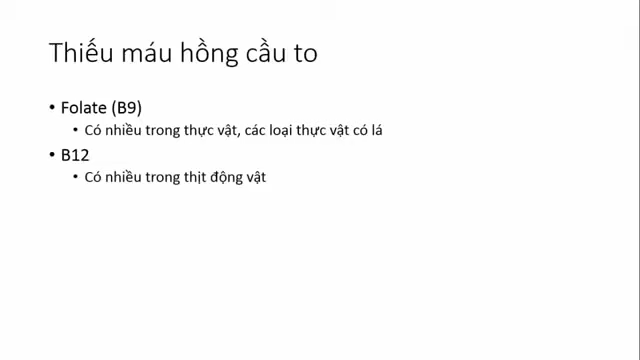 Thiếu máu hồng cầu to
• Folate (B9)
• Có nhiều trong thực vật, các loại thực vật có lá
• B12
• Có nhiều trong thịt động vật